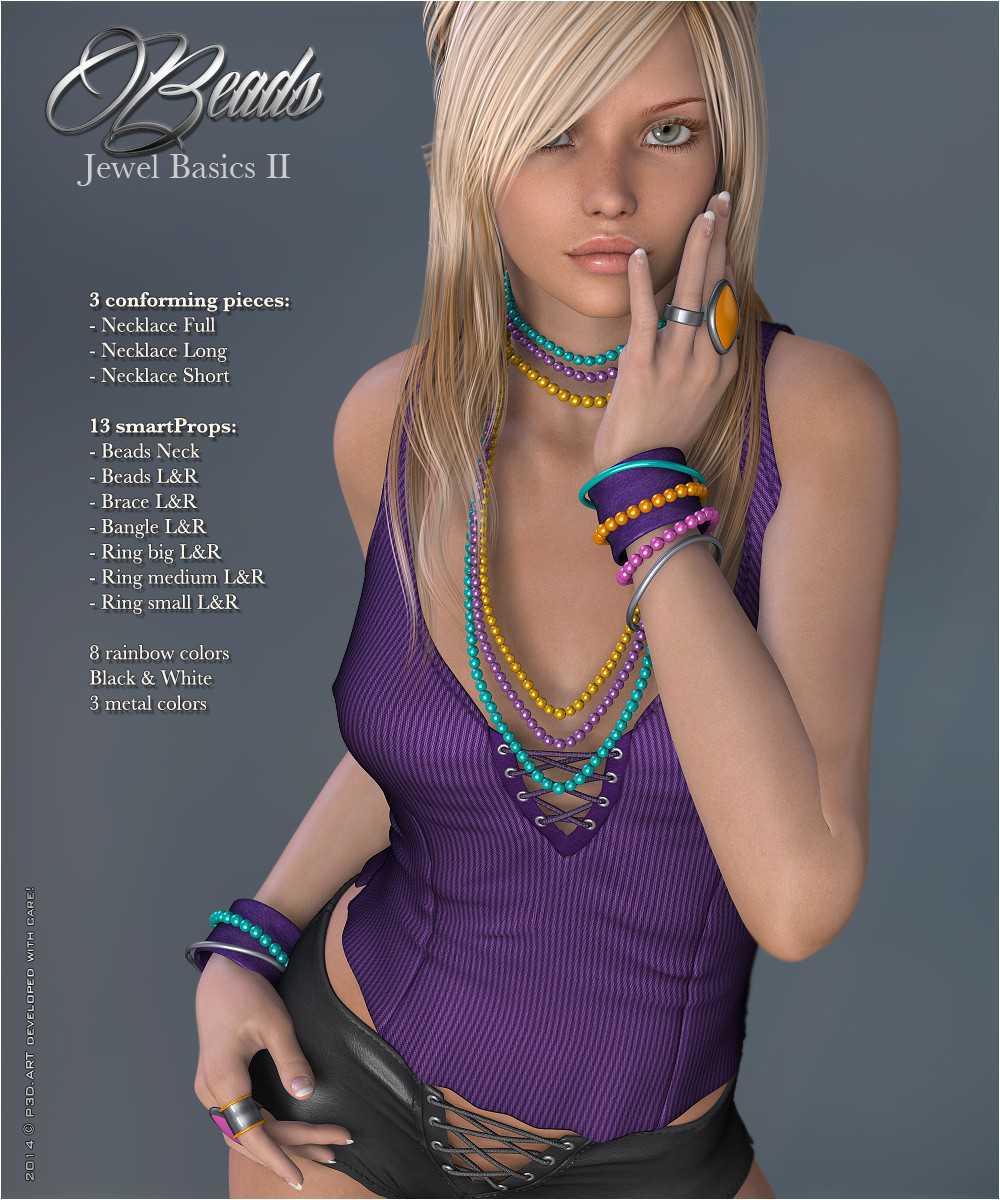 Beads
Jewel Basics II
3 conforming pieces:
- Necklace Full
- Necklace Long
- Necklace Short
13 smartProps:
- Beads Neck
- Beads L&R
- Brace L&R
- Bangle L&R
- Ring big L&R
- Ring medium L&R
- Ring small L&R
8 rainbow colors
Black & White
3 metal colors
2014 © P3D.ART DEVELOPED WITH CARE!